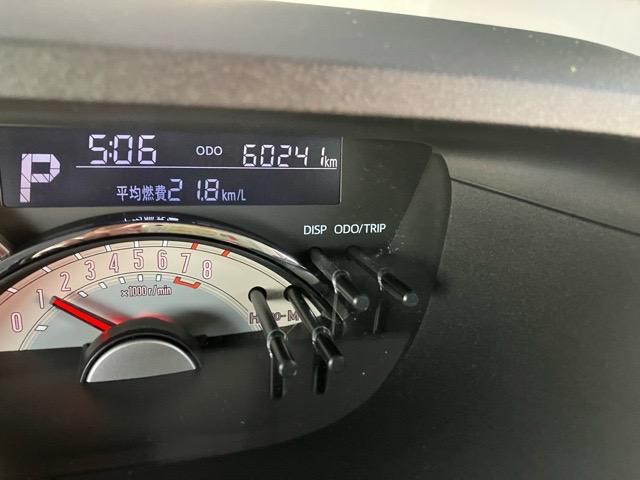 5:06 ODO 60241km
P
平均燃費21.8km/L
DISP ODO/TRIP
0 1 2 3 4 5 6 7 8
×1000 r/min
H
M